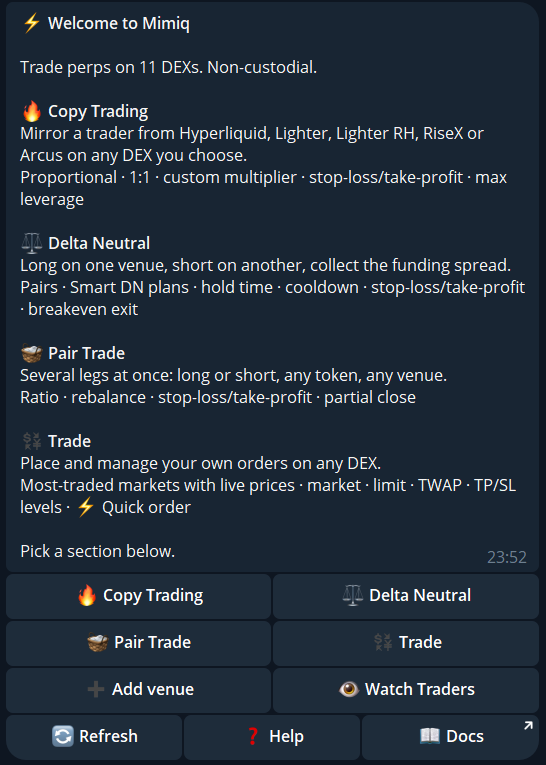 ⚡ Welcome to Mimiq
Trade perps on 11 DEXs. Non-custodial.
🔥 Copy Trading
Mirror a trader from Hyperliquid, Lighter, Lighter RH, RiseX or
Arcus on any DEX you choose.
Proportional · 1:1 · custom multiplier · stop-loss/take-profit · max
leverage
⚖️ Delta Neutral
Long on one venue, short on another, collect the funding spread.
Pairs · Smart DN plans · hold time · cooldown · stop-loss/take-profit
· breakeven exit
🧺 Pair Trade
Several legs at once: long or short, any token, any venue.
Ratio · rebalance · stop-loss/take-profit · partial close
💱 Trade
Place and manage your own orders on any DEX.
Most-traded markets with live prices · market · limit · TWAP · TP/SL
levels · ⚡ Quick order
Pick a section below.
23:52
🔥 Copy Trading
⚖️ Delta Neutral
🧺 Pair Trade
💱 Trade
➕ Add venue
👁 Watch Traders
🔄 Refresh
❓ Help
📖 Docs